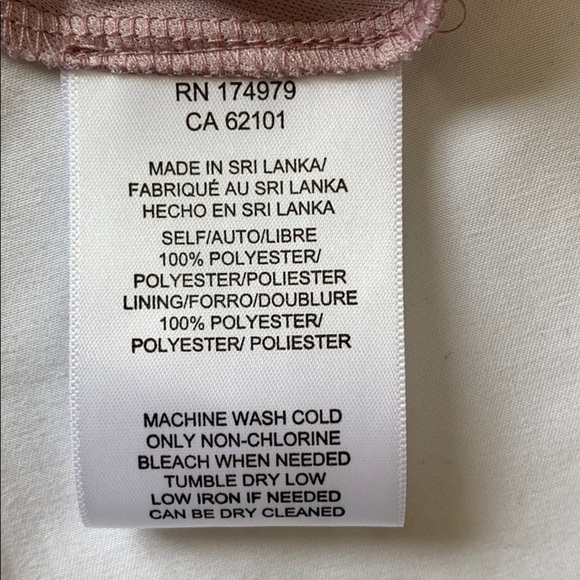 RN 174979
CA 62101
MADE IN SRI LANKA/
FABRIQUÉ AU SRI LANKA
HECHO EN SRI LANKA
SELF/AUTO/LIBRE
100% POLYESTER/
POLYESTER/POLIESTER
LINING/FORRO/DOUBLURE
100% POLYESTER/
POLYESTER/ POLIESTER
MACHINE WASH COLD
ONLY NON-CHLORINE
BLEACH WHEN NEEDED
TUMBLE DRY LOW
LOW IRON IF NEEDED
CAN BE DRY CLEANED